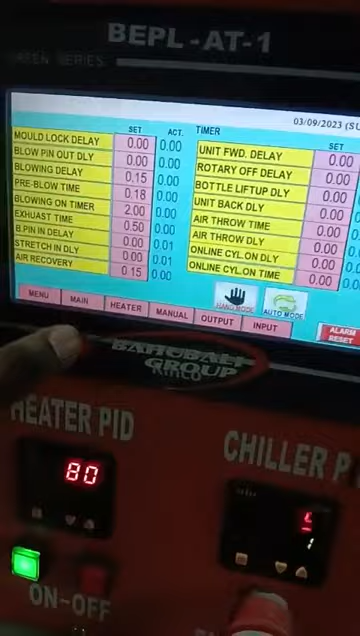 BEPL-AT-1
SERIES
03/09/2023 (SU
SET ACT. TIMER SET
MOULD LOCK DELAY 0.00 0.00 UNIT FWD. DELAY 0.00
BLOW PIN OUT DLY 0.00 0.00 ROTARY OFF DELAY 0.00
BLOWING DELAY 0.15 0.00 BOTTLE LIFTUP DLY 0.00
PRE-BLOW TIME 0.18 0.00 UNIT BACK DLY 0.00
BLOWING ON TIMER 2.00 0.00 AIR THROW TIME 0.00
EXHUAST TIME 0.50 0.00 AIR THROW DLY 0.00
B.PIN IN DELAY 0.00 0.01 ONLINE CYL.ON DLY 0.00
STRETCH IN DLY 0.00 0.01 ONLINE CYL.ON TIME 0.00
AIR RECOVERY 0.15 0.00
HAND MODE AUTO MODE
MENU MAIN HEATER MANUAL OUTPUT INPUT ALARM RESET
BAHUBALI
GROUP
HEATER PID
CHILLER P
80
ON-OFF